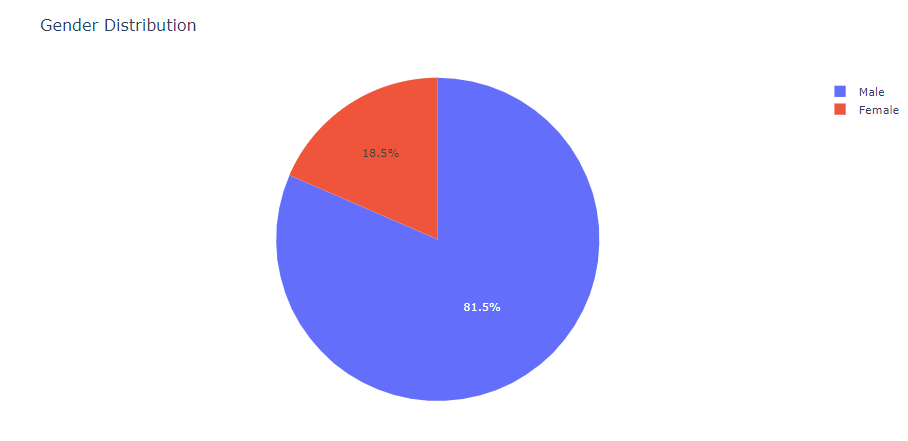 Gender Distribution
Male
Female
18.5%
81.5%